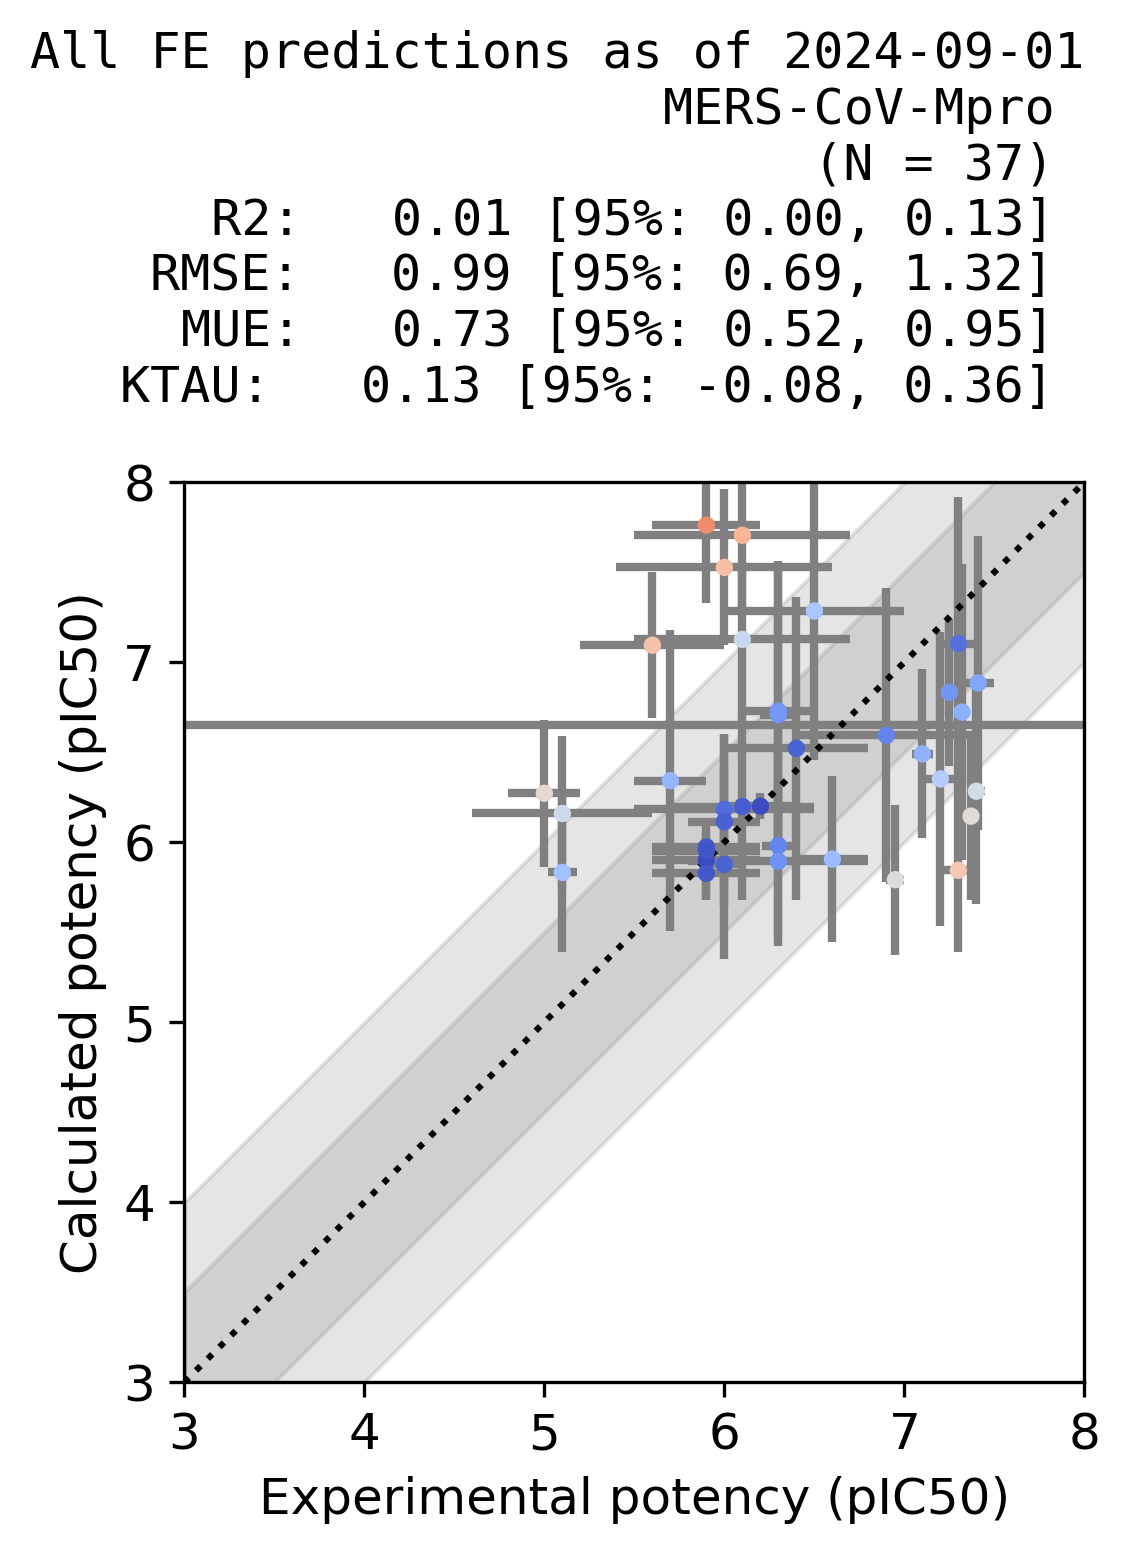 All FE predictions as of 2024-09-01
MERS-CoV-Mpro
(N = 37)
R2: 0.01 [95%: 0.00, 0.13]
RMSE: 0.99 [95%: 0.69, 1.32]
MUE: 0.73 [95%: 0.52, 0.95]
KTAU: 0.13 [95%: -0.08, 0.36]
8
7
6
5
4
3
Calculated potency (pIC50)
3 4 5 6 7 8
Experimental potency (pIC50)